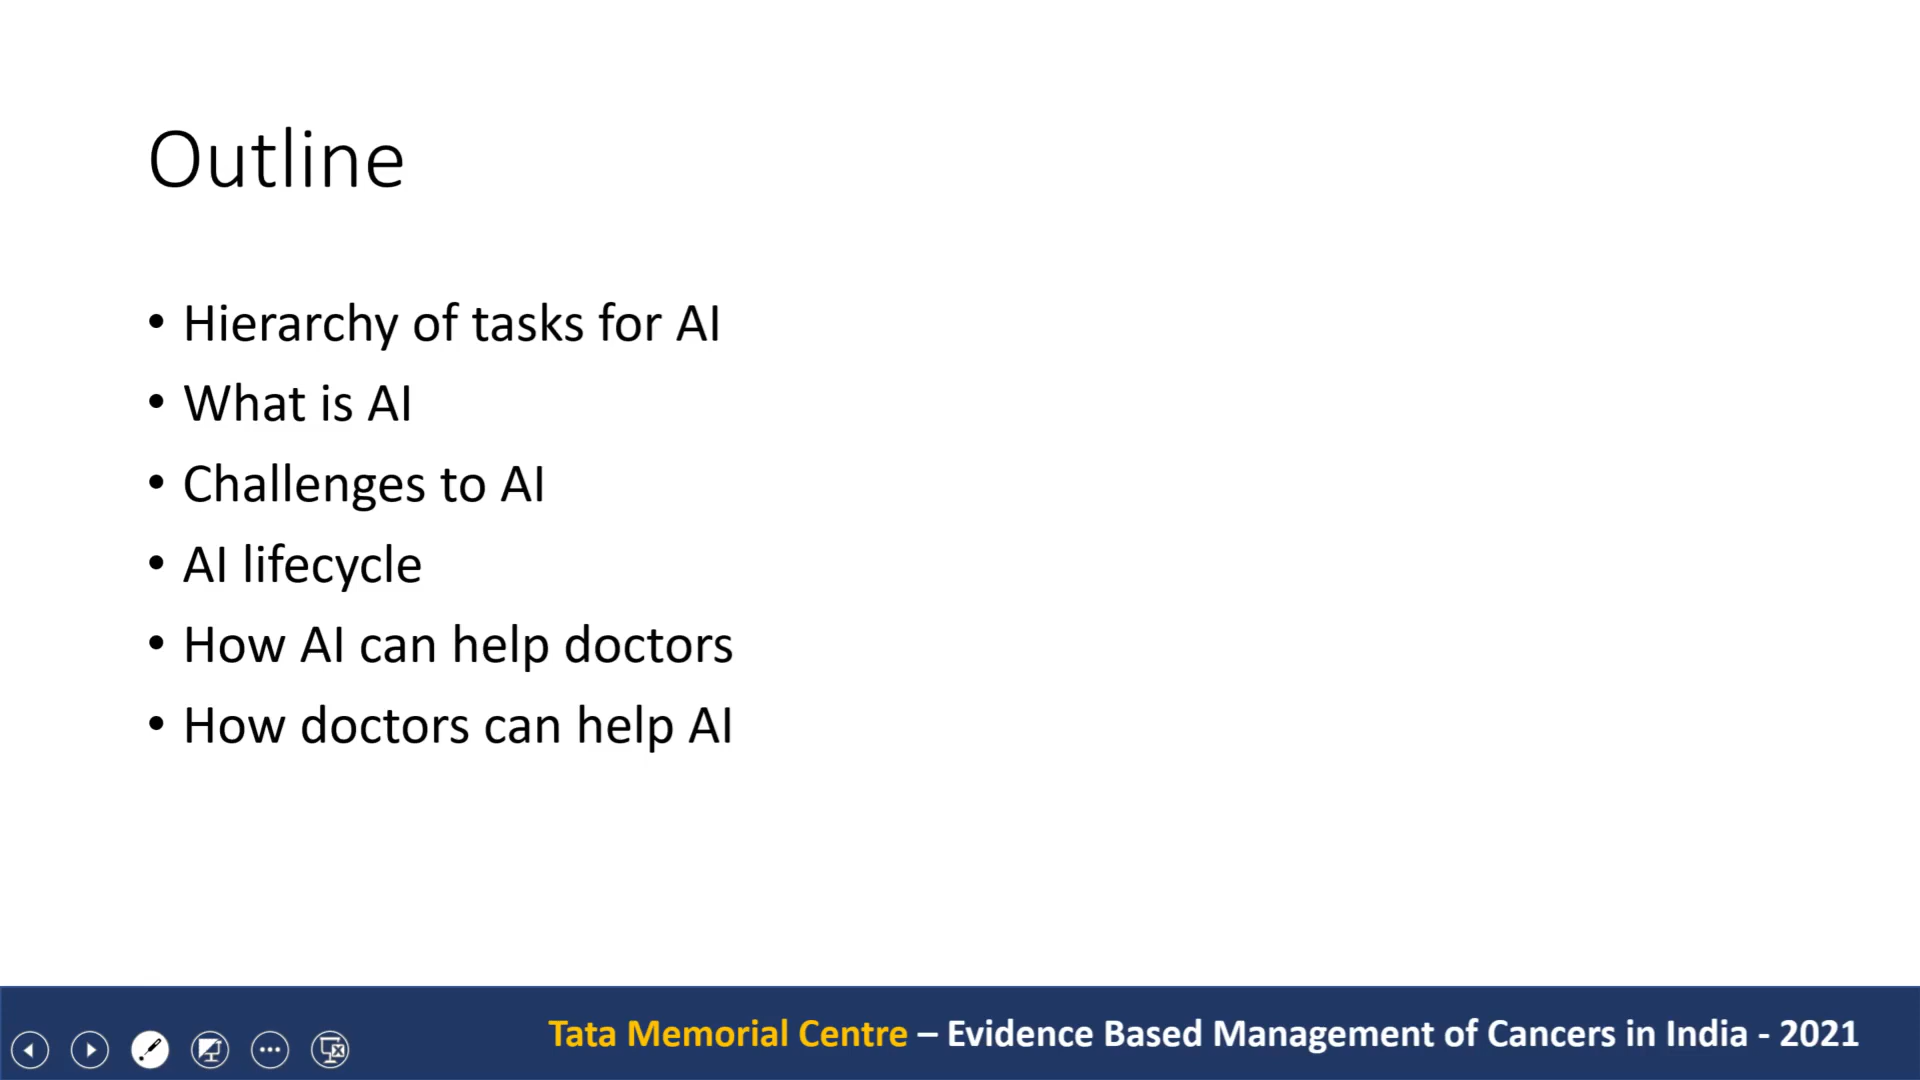 Outline
• Hierarchy of tasks for AI
• What is AI
• Challenges to AI
• AI lifecycle
• How AI can help doctors
• How doctors can help AI
Tata Memorial Centre – Evidence Based Management of Cancers in India - 2021